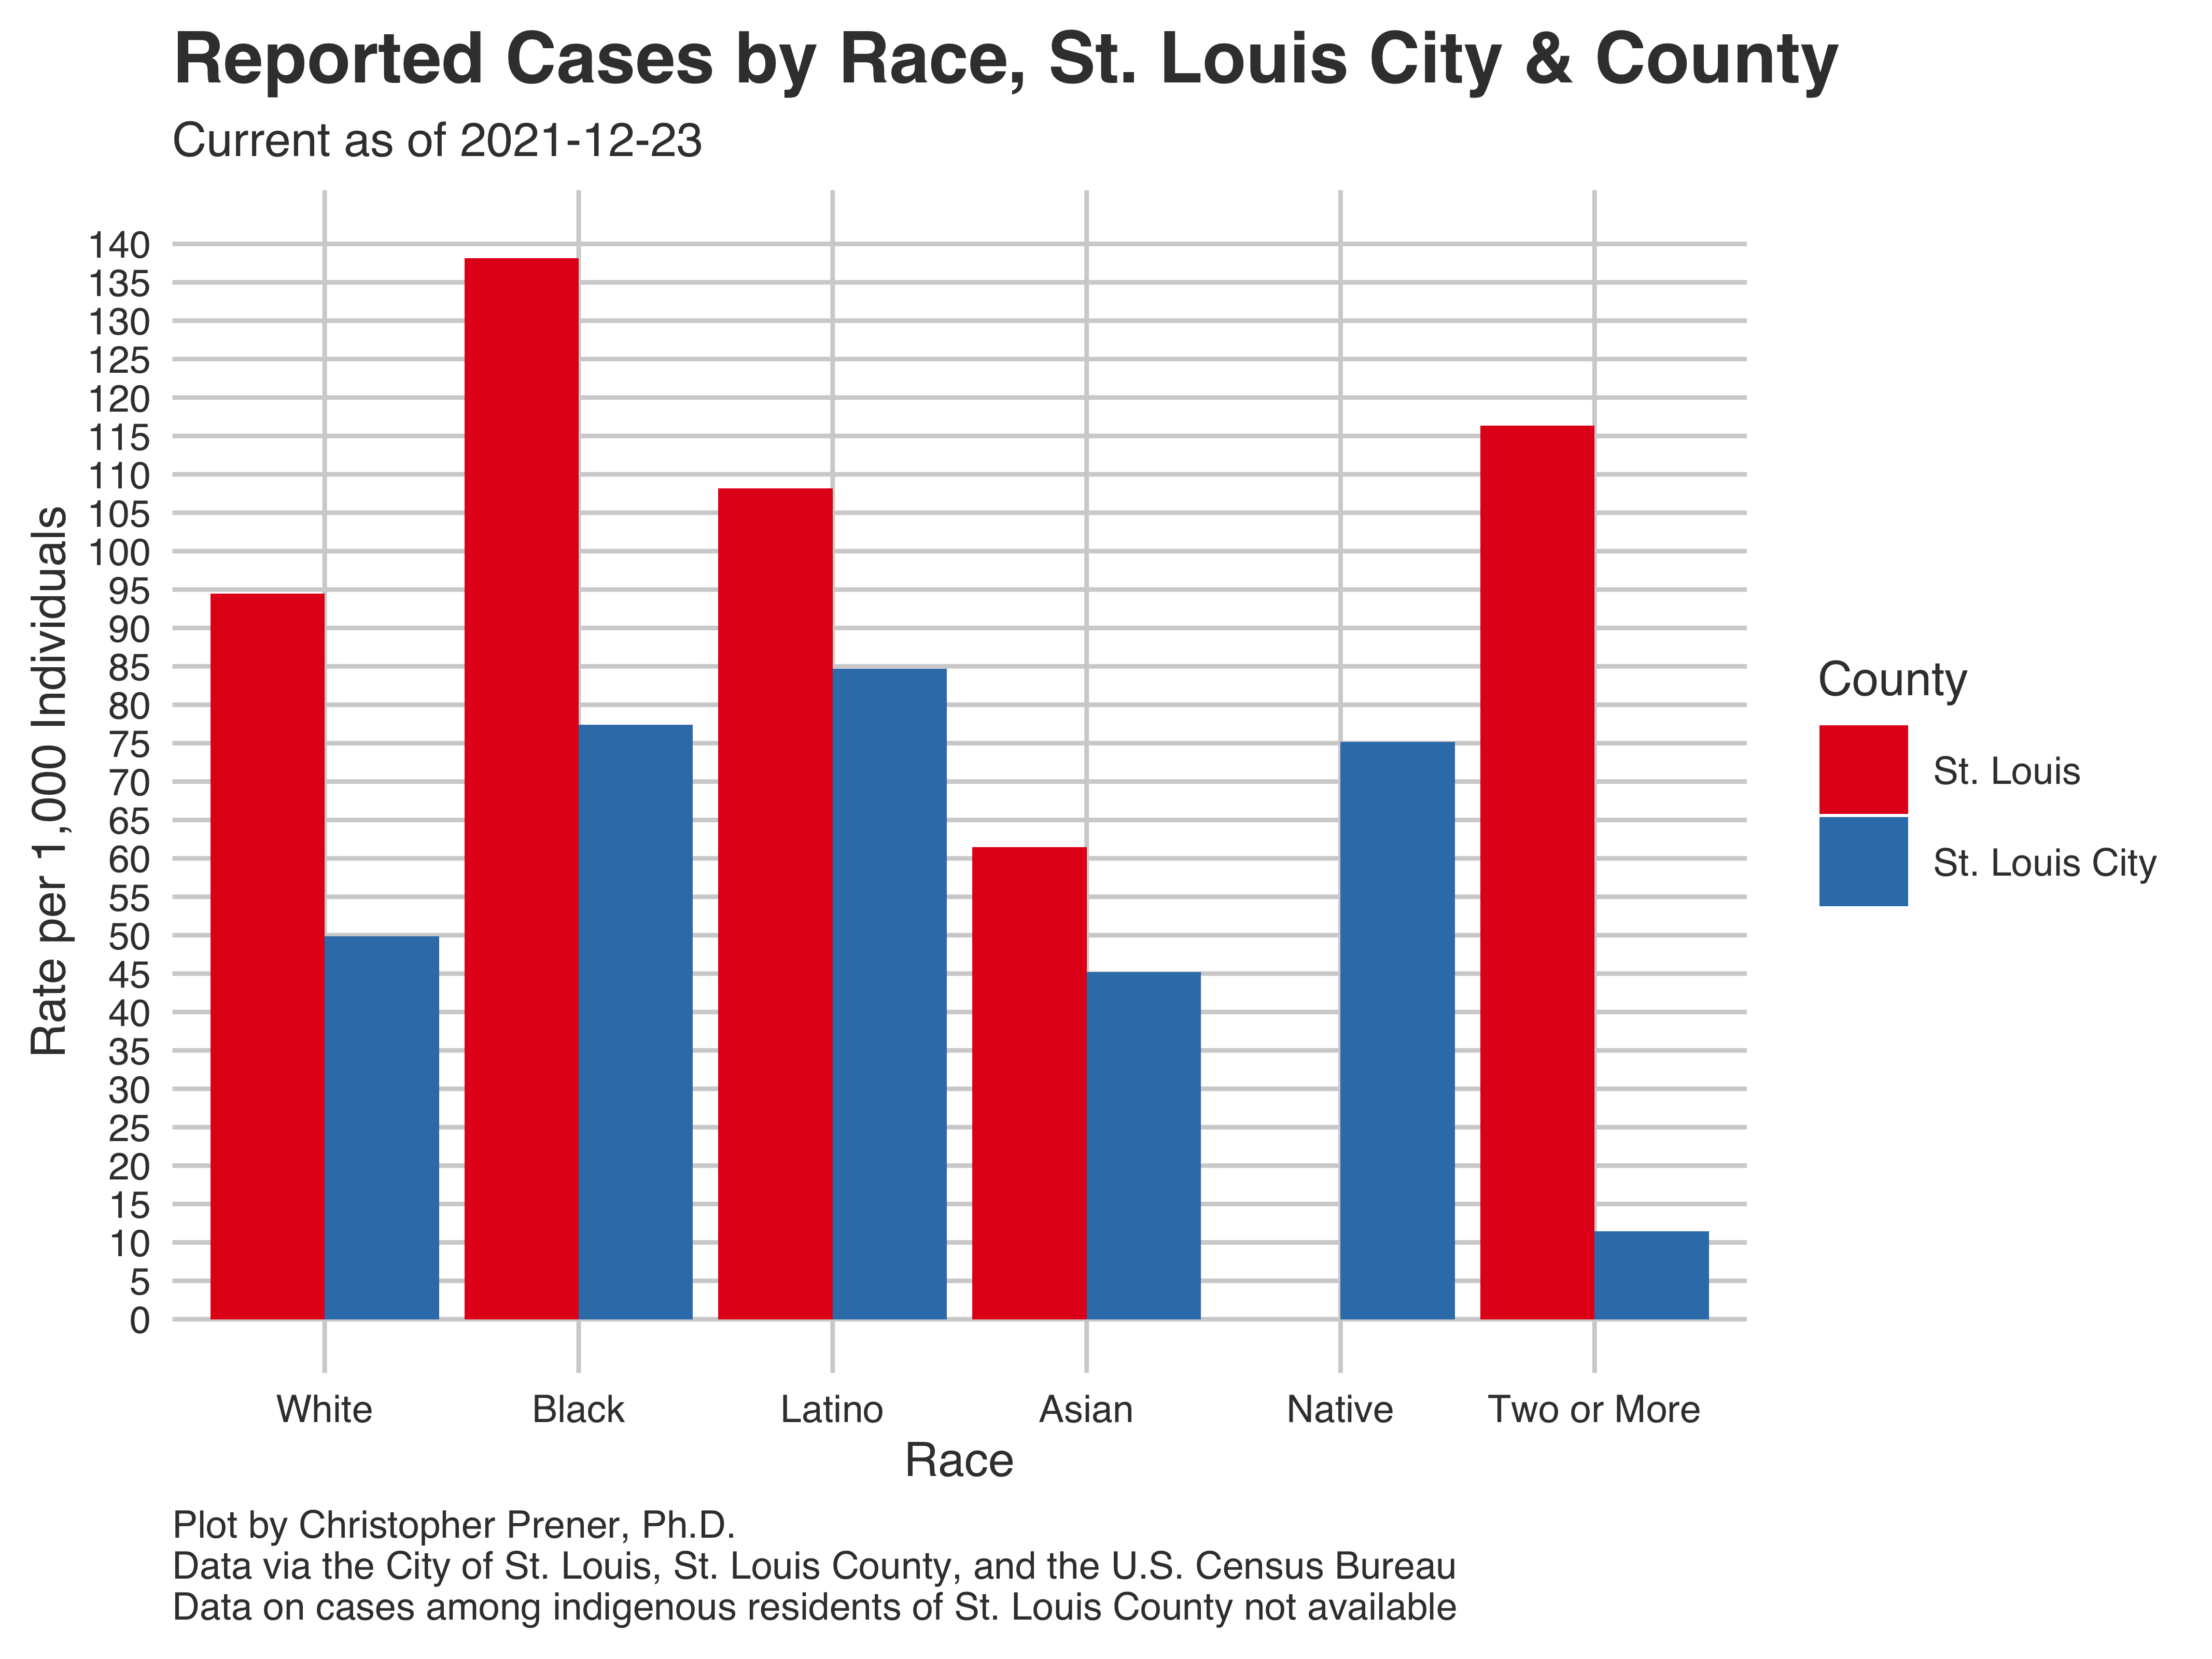 Reported Cases by Race, St. Louis City & County
Current as of 2021-12-23
140
135
130
125
120
115
110
105
100
95
90
85
80
75
70
65
60
55
50
45
40
35
30
25
20
15
10
5
0
Rate per 1,000 Individuals
White
Black
Latino
Asian
Native
Two or More
Race
County
St. Louis
St. Louis City
Plot by Christopher Prener, Ph.D.
Data via the City of St. Louis, St. Louis County, and the U.S. Census Bureau
Data on cases among indigenous residents of St. Louis County not available